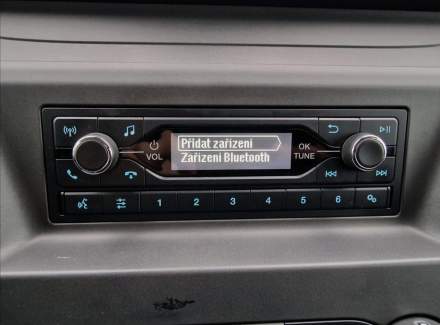 Přidat zařízení
Zařízení Bluetooth
VOL
OK
TUNE
1 2 3 4 5 6